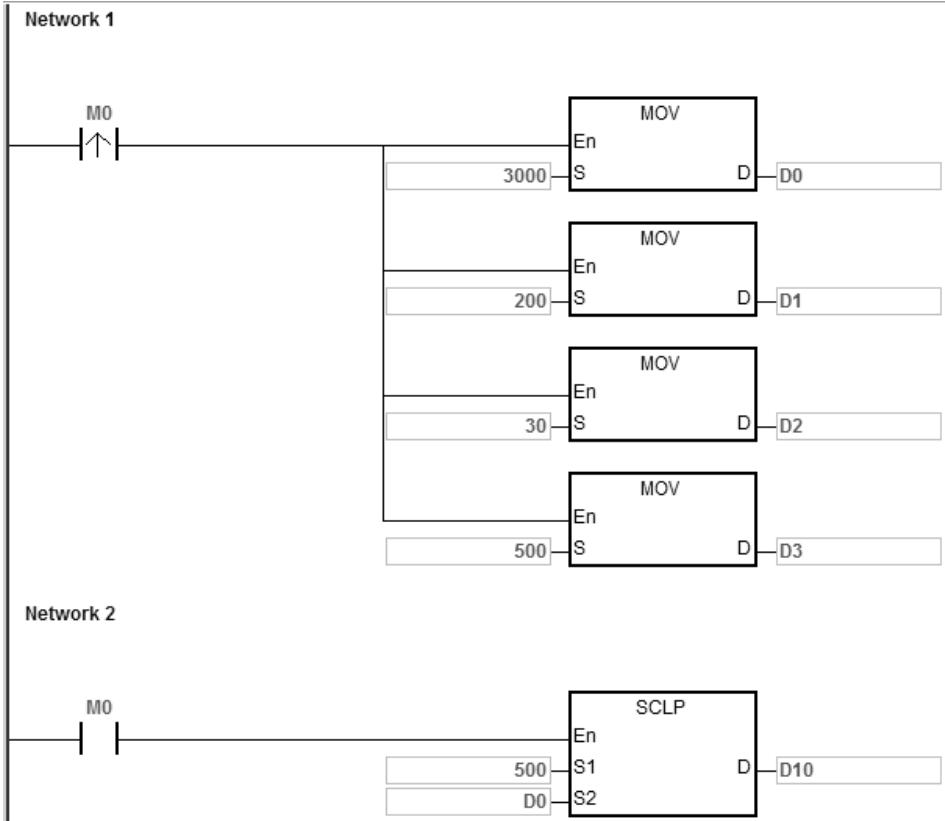 Network 1
M0
MOV
En
3000 S D D0
MOV
En
200 S D D1
MOV
En
30 S D D2
MOV
En
500 S D D3
Network 2
M0
SCLP
En
500 S1 D D10
D0 S2